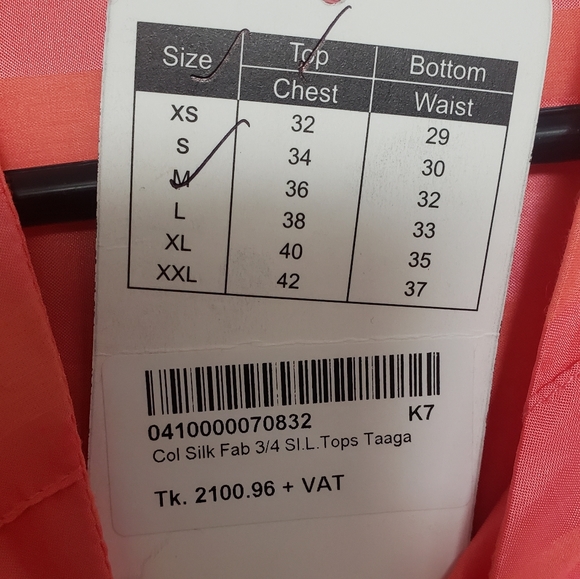 Size Top Bottom
Chest Waist
XS 32 29
S 34 30
M 36 32
L 38 33
XL 40 35
XXL 42 37
0410000070832 K7
Col Silk Fab 3/4 Sl.L.Tops Taaga
Tk. 2100.96 + VAT